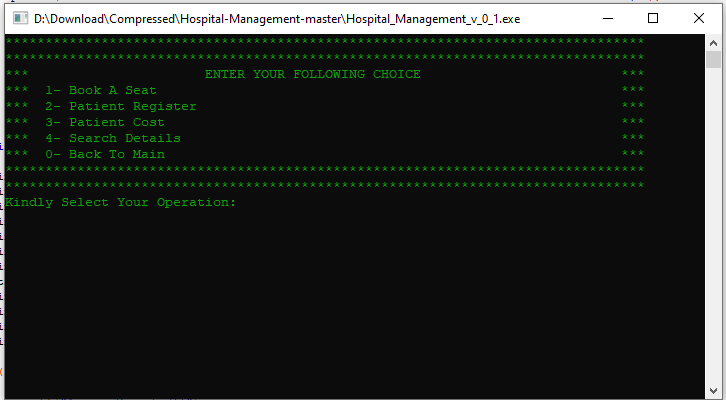 D:\Download\Compressed\Hospital-Management-master\Hospital_Management_v_0_1.exe
********************************************************************************
********************************************************************************
*** ENTER YOUR FOLLOWING CHOICE ***
*** 1- Book A Seat ***
*** 2- Patient Register ***
*** 3- Patient Cost ***
*** 4- Search Details ***
*** 0- Back To Main ***
********************************************************************************
********************************************************************************
Kindly Select Your Operation: